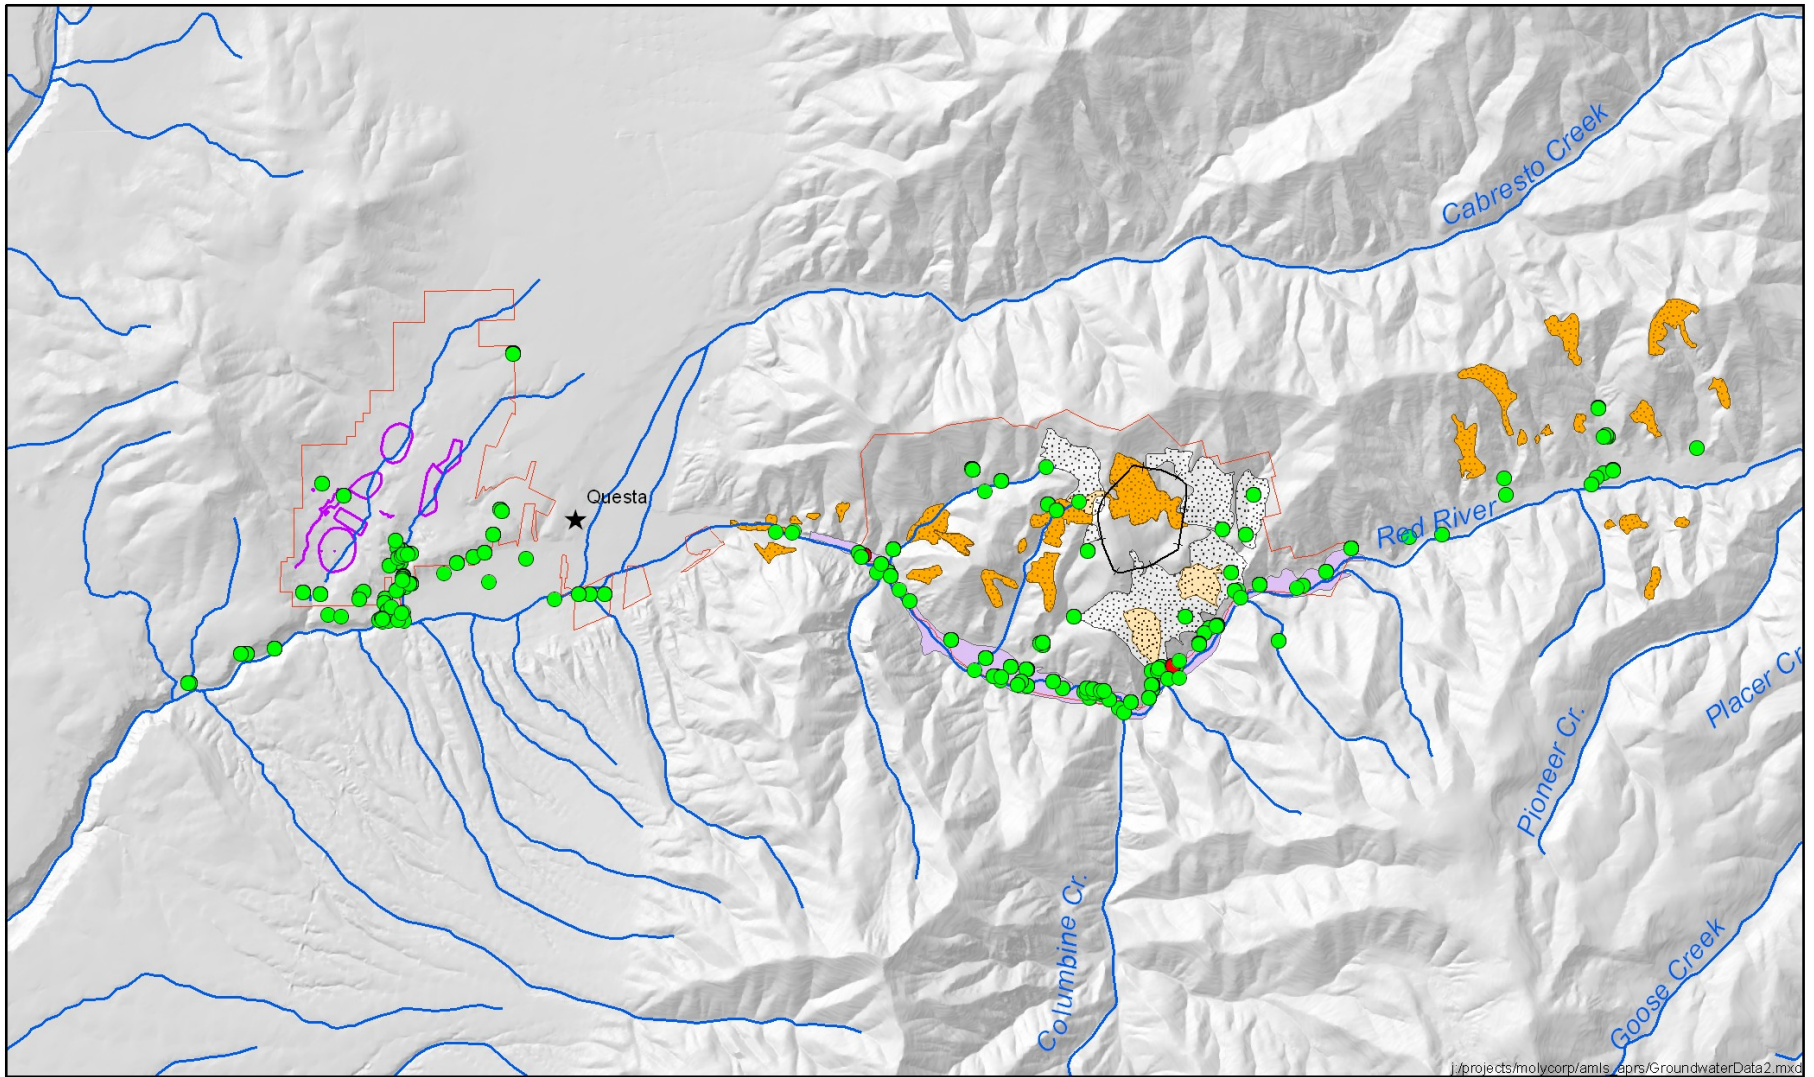 Cabresto Creek
Questa
Red River
Placer Cr
Pioneer Cr.
Columbine Cr.
Goose Creek
j:/projects/molycorp/amls_aprs/GroundwaterData2.mxd